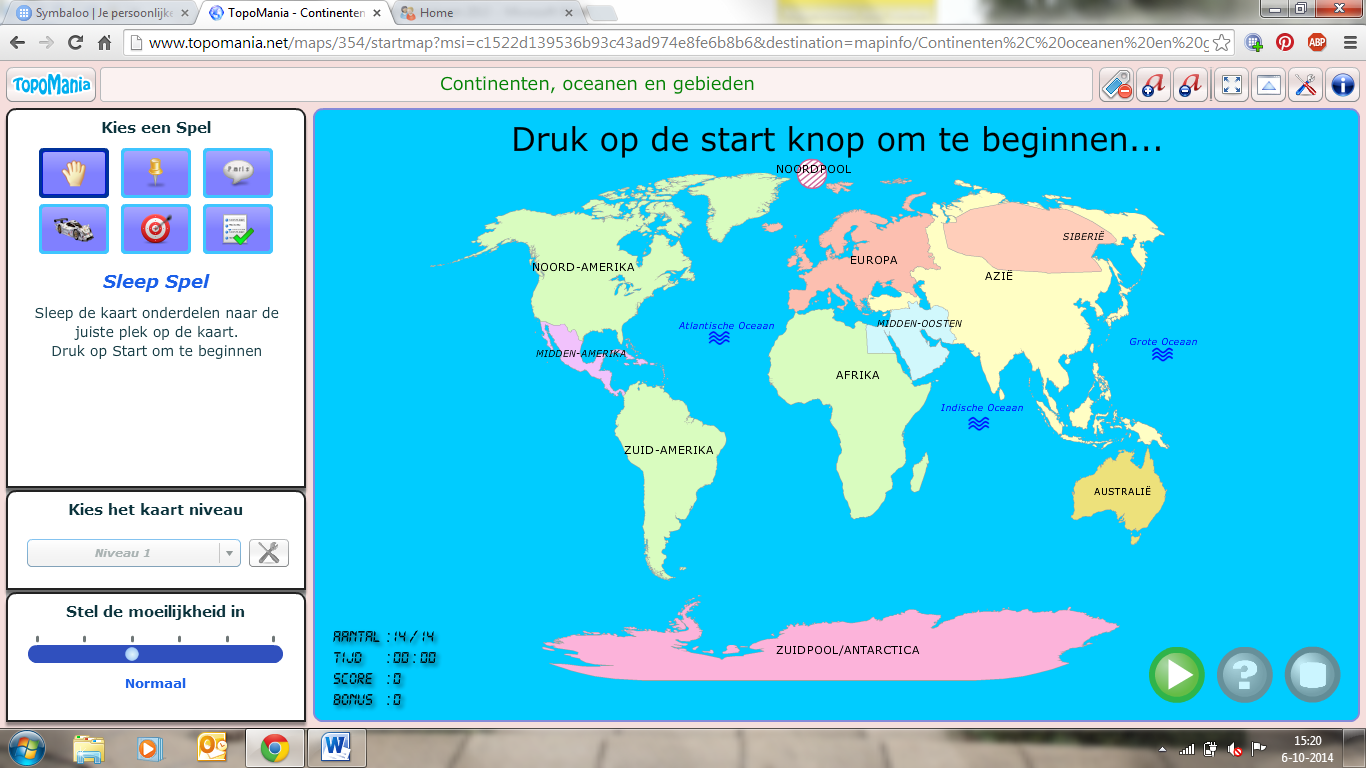 Symbaloo | Je persoonlijke
TopoMania - Continenten
Home
www.topomania.net/maps/354/startmap?msi=c1522d139536b93c43ad974e8fe6b8b6&destination=mapinfo/Continenten%2C%20oceanen%20en%20g
ABP
TopoMania
Continenten, oceanen en gebieden
a
a
Kies een Spel
Paris
Sleep Spel
Sleep de kaart onderdelen naar de
juiste plek op de kaart.
Druk op Start om te beginnen
Kies het kaart niveau
Niveau 1
Stel de moeilijkheid in
Normaal
Druk op de start knop om te beginnen...
NOORDPOOL
SIBERIË
EUROPA
NOORD-AMERIKA
AZIË
MIDDEN-OOSTEN
Atlantische Oceaan
Grote Oceaan
MIDDEN-AMERIKA
AFRIKA
Indische Oceaan
ZUID-AMERIKA
AUSTRALIË
ZUIDPOOL/ANTARCTICA
AANTAL : 14 / 14
TIJD : 00 : 00
SCORE : 0
BONUS : 0
?
15:20
6-10-2014